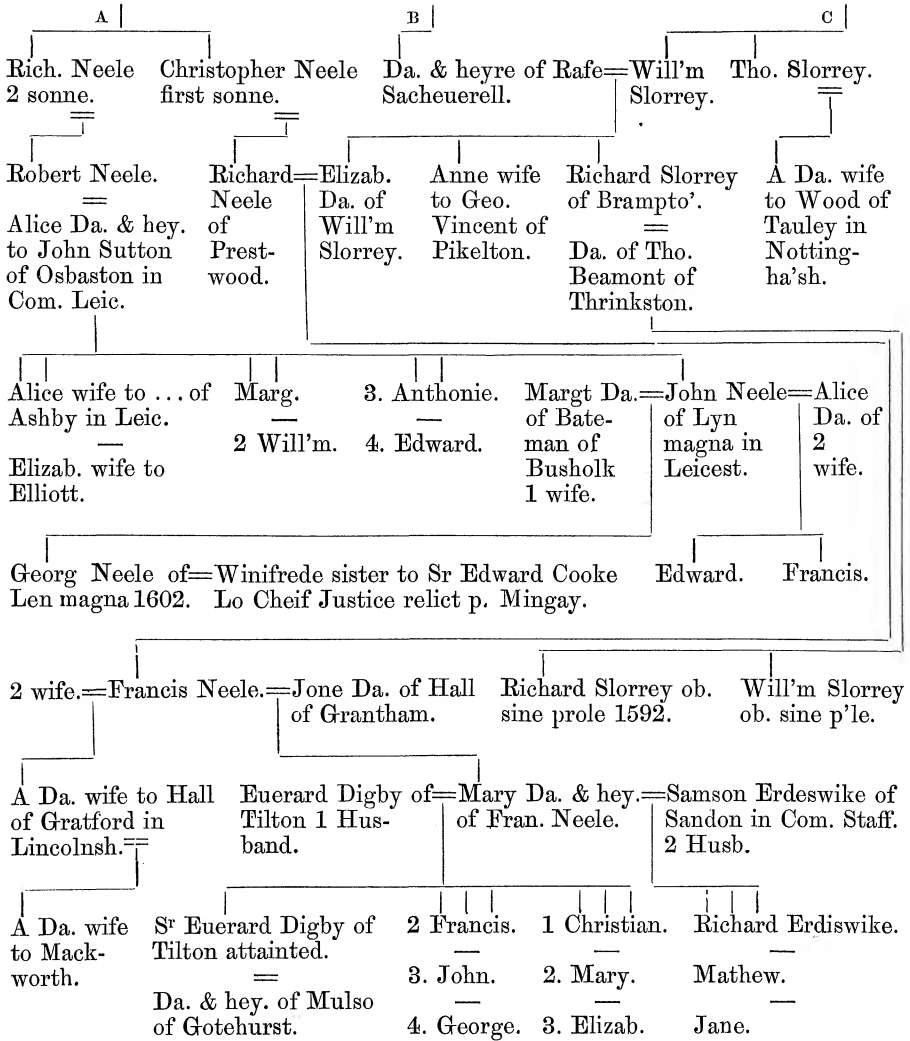 A
B
C
Rich. Neele
2 sonne.
Christopher Neele
first sonne.
Da. & heyre of Rafe=Will'm
Sacheuerell.
Slorrey.
Tho. Slorrey.
Robert Neele.
=
Alice Da. & hey.
to John Sutton
of Osbaston in
Com. Leic.
Richard=Elizab.
Neele
of
Prest-
wood.
Da. of
Will'm
Slorrey.
Anne wife
to Geo.
Vincent of
Pikelton.
Richard Slorrey
of Brampto'.
=
Da. of Tho.
Beamont of
Thrinkston.
A Da. wife
to Wood of
Tauley in
Notting-
ha'sh.
Alice wife to ... of
Ashby in Leic.
—
Elizab. wife to
Elliott.
Marg.
—
2 Will'm.
3. Anthonie.
—
4. Edward.
Margt Da.=John Neele=Alice
of Bate-
man of
Busholk
1 wife.
of Lyn
magna in
Leicest.
Da. of
2
wife.
Georg Neele of=Winifrede sister to Sr Edward Cooke
Len magna 1602.
Lo Cheif Justice relict p. Mingay.
Edward.
Francis.
2 wife.=Francis Neele.=Jone Da. of Hall
of Grantham.
Richard Slorrey ob.
sine prole 1592.
Will'm Slorrey
ob. sine p'le.
A Da. wife to Hall
of Gratford in
Lincolnsh.
Euerard Digby of=Mary Da. & hey.=Samson Erdeswike of
Tilton 1 Hus-
band.
of Fran. Neele.
Sandon in Com. Staff.
2 Husb.
A Da. wife
to Mack-
worth.
Sr Euerard Digby of
Tilton attainted.
=
Da. & hey. of Mulso
of Gotehurst.
2 Francis.
—
3. John.
—
4. George.
1 Christian.
—
2. Mary.
—
3. Elizab.
Richard Erdiswike.
—
Mathew.
—
Jane.